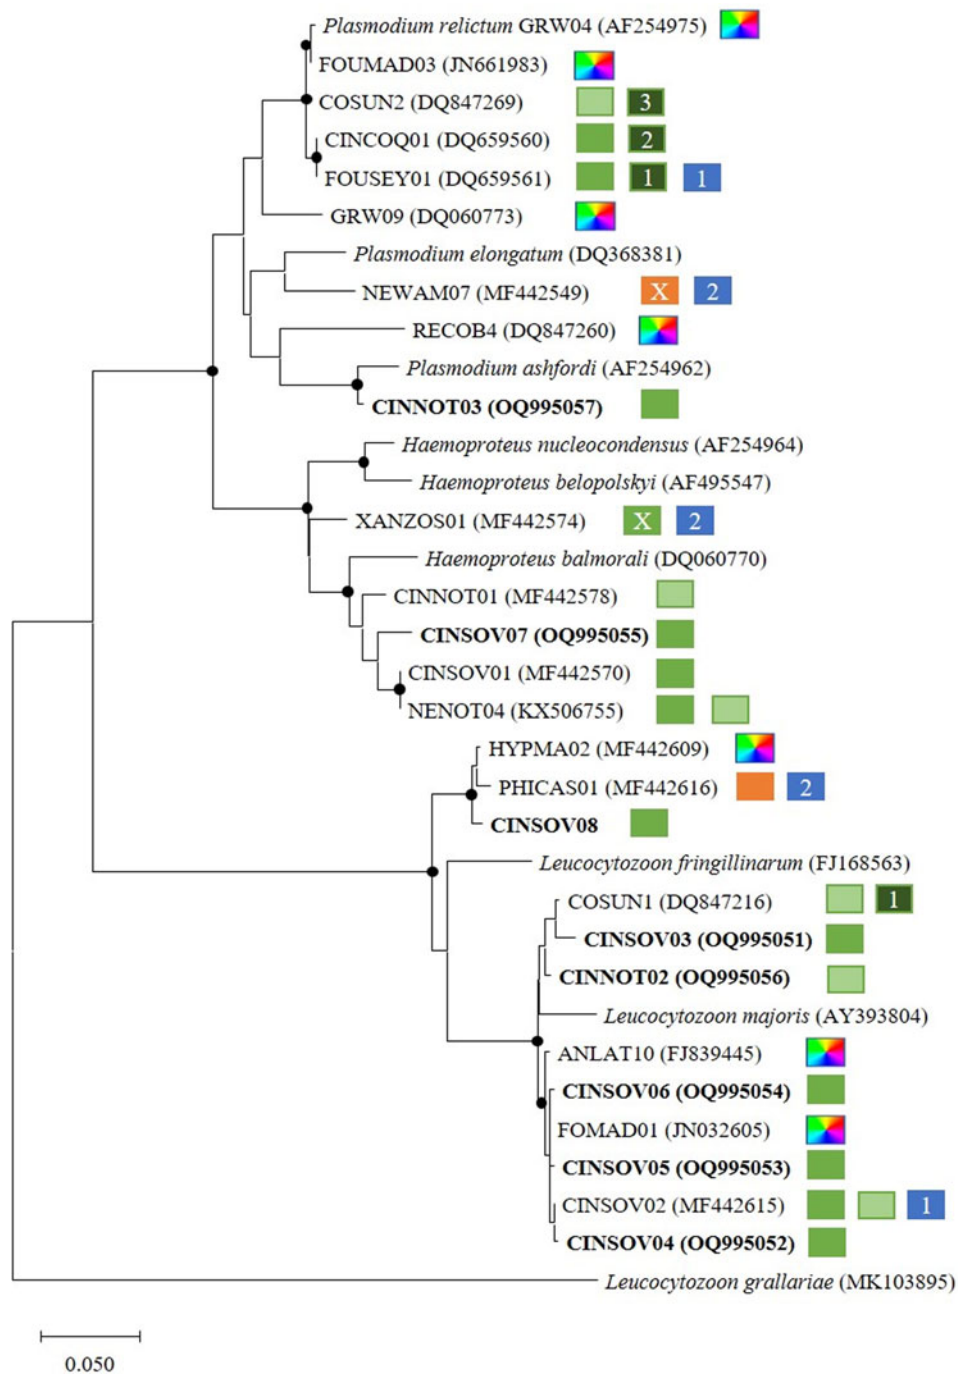 Plasmodium relictum GRW04 (AF254975)
FOUMAD03 (JN661983)
COSUN2 (DQ847269) 3
CINCOQ01 (DQ659560) 2
FOUSEY01 (DQ659561) 1 1
GRW09 (DQ060773)
Plasmodium elongatum (DQ368381)
NEWAM07 (MF442549) X 2
RECOB4 (DQ847260)
Plasmodium ashfordi (AF254962)
CINNOT03 (OQ995057)
Haemoproteus nucleocondensus (AF254964)
Haemoproteus belopolskyi (AF495547)
XANZOS01 (MF442574) X 2
Haemoproteus balmorali (DQ060770)
CINNOT01 (MF442578)
CINSOV07 (OQ995055)
CINSOV01 (MF442570)
NENOT04 (KX506755)
HYPMA02 (MF442609)
PHICAS01 (MF442616) 2
CINSOV08
Leucocytozoon fringillinarum (FJ168563)
COSUN1 (DQ847216) 1
CINSOV03 (OQ995051)
CINNOT02 (OQ995056)
Leucocytozoon majoris (AY393804)
ANLAT10 (FJ839445)
CINSOV06 (OQ995054)
FOMAD01 (JN032605)
CINSOV05 (OQ995053)
CINSOV02 (MF442615) 1
CINSOV04 (OQ995052)
Leucocytozoon grallariae (MK103895)
0.050